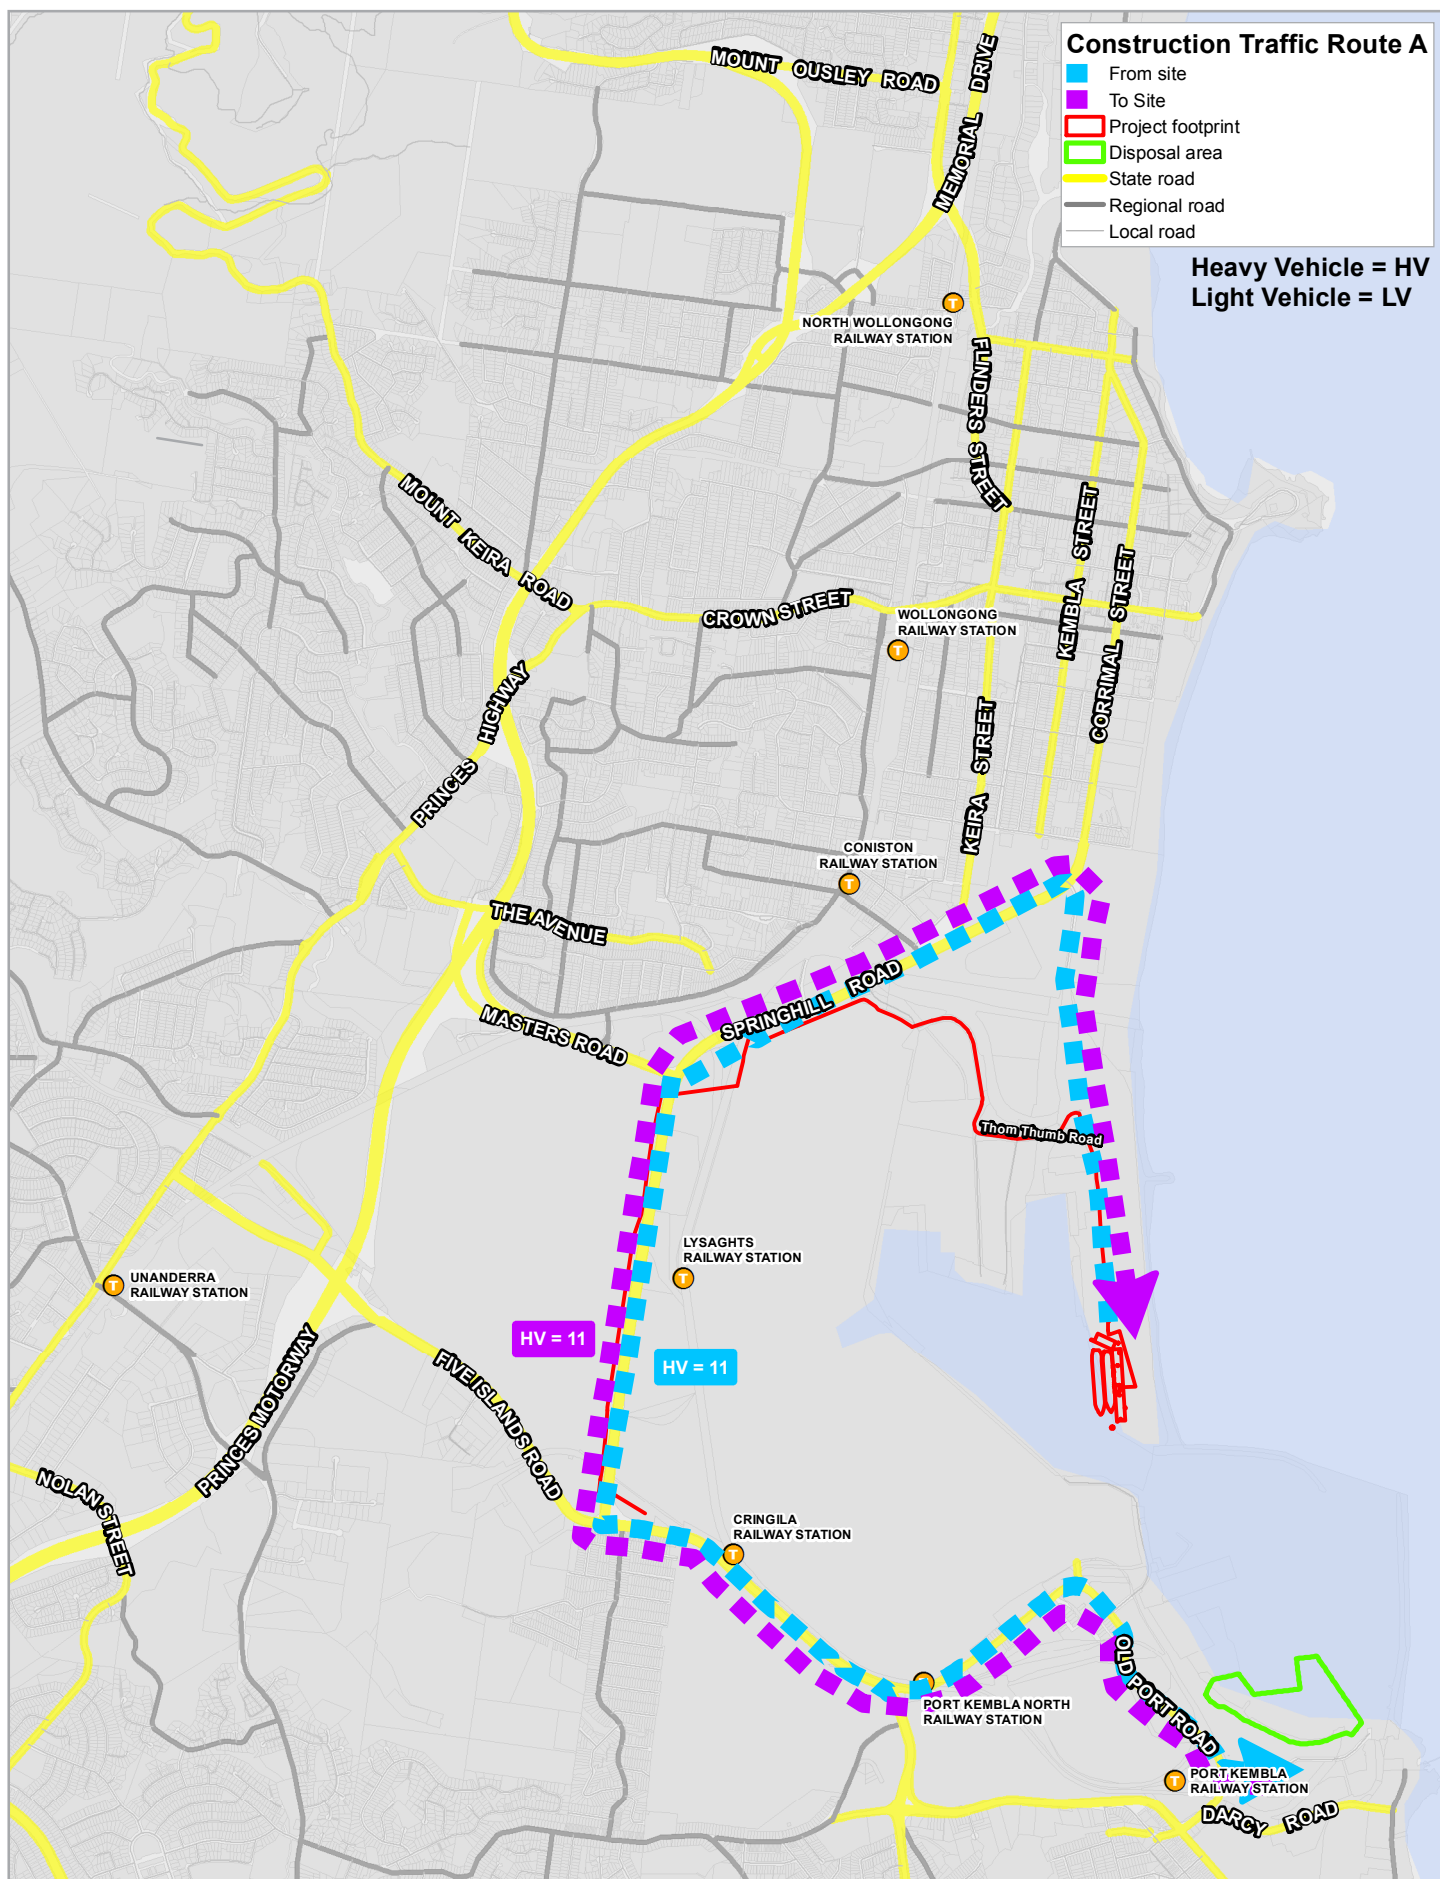 Construction Traffic Route A
From site
To Site
Project footprint
Disposal area
State road
Regional road
Local road
Heavy Vehicle = HV
Light Vehicle = LV
MOUNT OUSLEY ROAD
MEMORIAL DRIVE
T
NORTH WOLLONGONG
RAILWAY STATION
FLINDERS STREET
MOUNT KEIRA ROAD
CROWN STREET
KEMBLA STREET
CORRIMAL STREET
WOLLONGONG
RAILWAY STATION
T
PRINCES HIGHWAY
KEIRA STREET
CONISTON
RAILWAY STATION
T
THE AVENUE
SPRINGHILL ROAD
MASTERS ROAD
Thom Thumb Road
LYSAGHTS
RAILWAY STATION
T
UNANDERRA
RAILWAY STATION
T
HV = 11
HV = 11
PRINCES MOTORWAY
FIVE ISLANDS ROAD
NOLAN STREET
CRINGILA
RAILWAY STATION
T
OLD PORT ROAD
PORT KEMBLA NORTH
RAILWAY STATION
T
PORT KEMBLA
RAILWAY STATION
DARCY ROAD